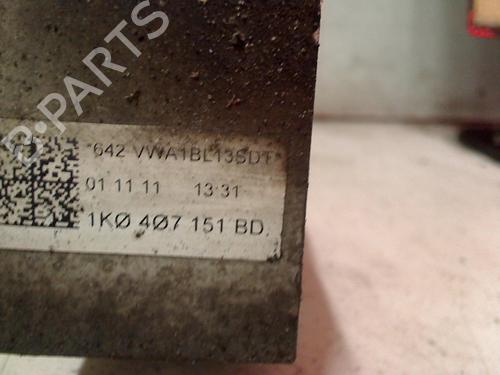 B-PARTS
*642 VWA1BL13SDT*
01 11 11 13:31
1KØ 407 151 BD.